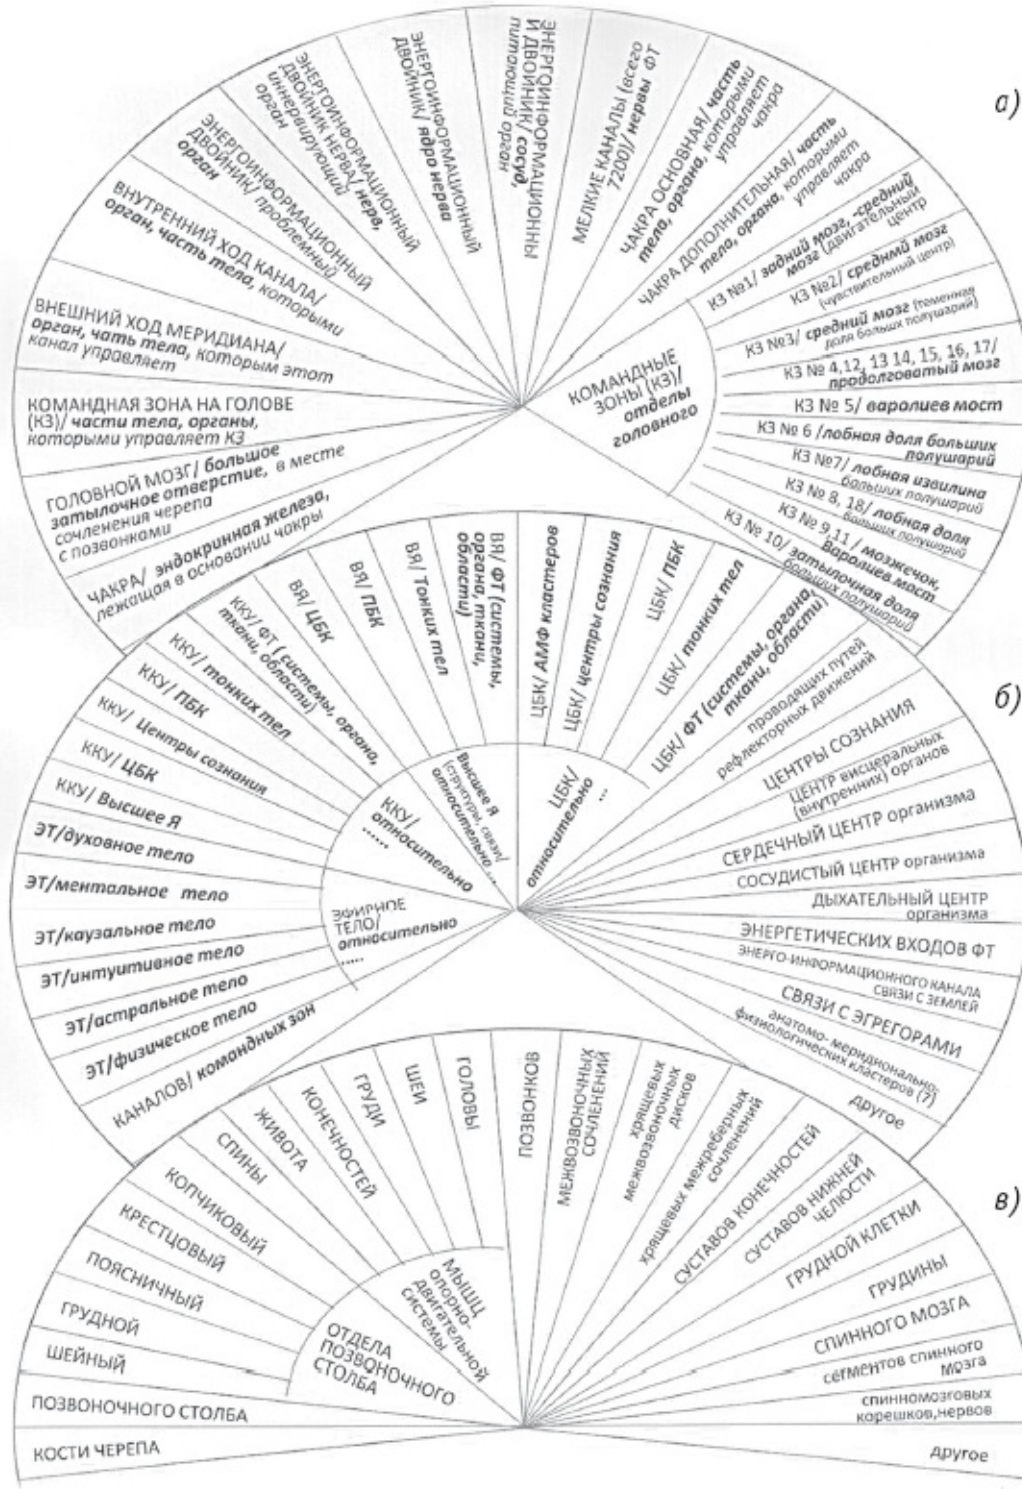 а)
ЧАКРА/ эндокринная железа,
лежащая в основании чакры
ГОЛОВНОЙ МОЗГ/ большое
затылочное отверстие, в месте
сочленения черепа
с позвонками
КОМАНДНАЯ ЗОНА НА ГОЛОВЕ
(КЗ)/ части тела, органы,
которыми управляет КЗ
ВНЕШНИЙ ХОД МЕРИДИАНА/
орган, чать тела, которым этот
канал управляет
ВНУТРЕННИЙ ХОД КАНАЛА/
орган, часть тела, которыми
ЭНЕРГОИНФОРМАЦИОННЫЙ
ДВОЙНИК/ проблемный
орган
ЭНЕРГОИНФОРМАЦИОННЫЙ
ДВОЙНИК НЕРВА/ нерв,
иннервирующий
орган
ЭНЕРГОИНФОРМАЦИОННЫЙ
ДВОЙНИК/ ядро нерва
ЭНЕРГОИНФОРМАЦИОННЫ
Й ДВОЙНИК/ сосуд,
питающий орган
МЕЛКИЕ КАНАЛЫ (всего
7200)/ нервы ФТ
ЧАКРА ОСНОВНАЯ/ часть
тела, органа, которыми
управляет
чакра
ЧАКРА ДОПОЛНИТЕЛЬНАЯ/ часть
тела, органа, которыми
управляет
чакра
КОМАНДНЫЕ
ЗОНЫ (КЗ)/
отделы
головного
КЗ №1/ задний мозг, -средний
мозг (двигательный
центр
КЗ №2/ средний мозг
(чувствительный центр)
КЗ №3/ средний мозг (теменная
доля больших полушарий)
КЗ № 4,12, 13 14, 15, 16, 17/
продолговатый мозг
КЗ № 5/ варолиев мост
КЗ № 6 /лобная доля больших
полушарий
КЗ №7/ лобная извилина
больших полушарий
КЗ № 8, 18/ лобная доля
больших полушарий
КЗ № 9,11 / мозжечок,
Варолиев мост
КЗ № 10/ затылочная доля
больших полушарий
б)
КАНАЛОВ/ командных зон
ЭФИРНОЕ
ТЕЛО/
относительно
.....
ЭТ/физическое тело
ЭТ/астральное тело
ЭТ/интуитивное тело
ЭТ/каузальное тело
ЭТ/ментальное тело
ЭТ/духовное тело
ККУ/
относительно
.....
ККУ/ Высшее Я
ККУ/ ЦБК
ККУ/ Центры сознания
ККУ/ ПБК
ККУ/ тонких тел
ККУ/ ФТ ( системы, органа,
ткани, области)
Высшее Я
(структуры, связи/
относительно ...
ВЯ/ ЦБК
ВЯ/ ПБК
ВЯ/ Тонких тел
ВЯ/ ФТ (системы,
органа, ткани,
области)
ЦБК/
относительно
...
ЦБК/ АМФ кластеров
ЦБК/ центры сознания
ЦБК/ ПБК
ЦБК/ тонких тел
ЦБК/ ФТ (системы, органа,
ткани, области)
проводящих путей
рефлекторных движений
ЦЕНТРЫ СОЗНАНИЯ
ЦЕНТР висцеральных
(внутренних) органов
СЕРДЕЧНЫЙ ЦЕНТР организма
СОСУДИСТЫЙ ЦЕНТР организма
ДЫХАТЕЛЬНЫЙ ЦЕНТР
организма
ЭНЕРГЕТИЧЕСКИХ ВХОДОВ ФТ
ЭНЕРГО-ИНФОРМАЦИОННОГО КАНАЛА
СВЯЗИ С ЗЕМЛЕЙ
СВЯЗИ С ЭГРЕГОРАМИ
анатомо- меридионально-
физиологических кластеров (7)
другое
в)
КОСТИ ЧЕРЕПА
ПОЗВОНОЧНОГО СТОЛБА
ОТДЕЛА
ПОЗВОНОЧНОГО
СТОЛБА
ШЕЙНЫЙ
ГРУДНОЙ
ПОЯСНИЧНЫЙ
КРЕСТЦОВЫЙ
КОПЧИКОВЫЙ
МЫШЦ
опорно-
двигательной
системы
СПИНЫ
ЖИВОТА
КОНЕЧНОСТЕЙ
ГРУДИ
ШЕИ
ГОЛОВЫ
ПОЗВОНКОВ
МЕЖПОЗВОНОЧНЫХ
СОЧЛЕНЕНИЙ
хрящевых
межпозвоночных
дисков
хрящевых межреберных
сочленений
СУСТАВОВ КОНЕЧНОСТЕЙ
СУСТАВОВ НИЖНЕЙ
ЧЕЛЮСТИ
ГРУДНОЙ КЛЕТКИ
ГРУДИНЫ
СПИННОГО МОЗГА
сегментов спинного
мозга
спинномозговых
корешков,нервов
другое